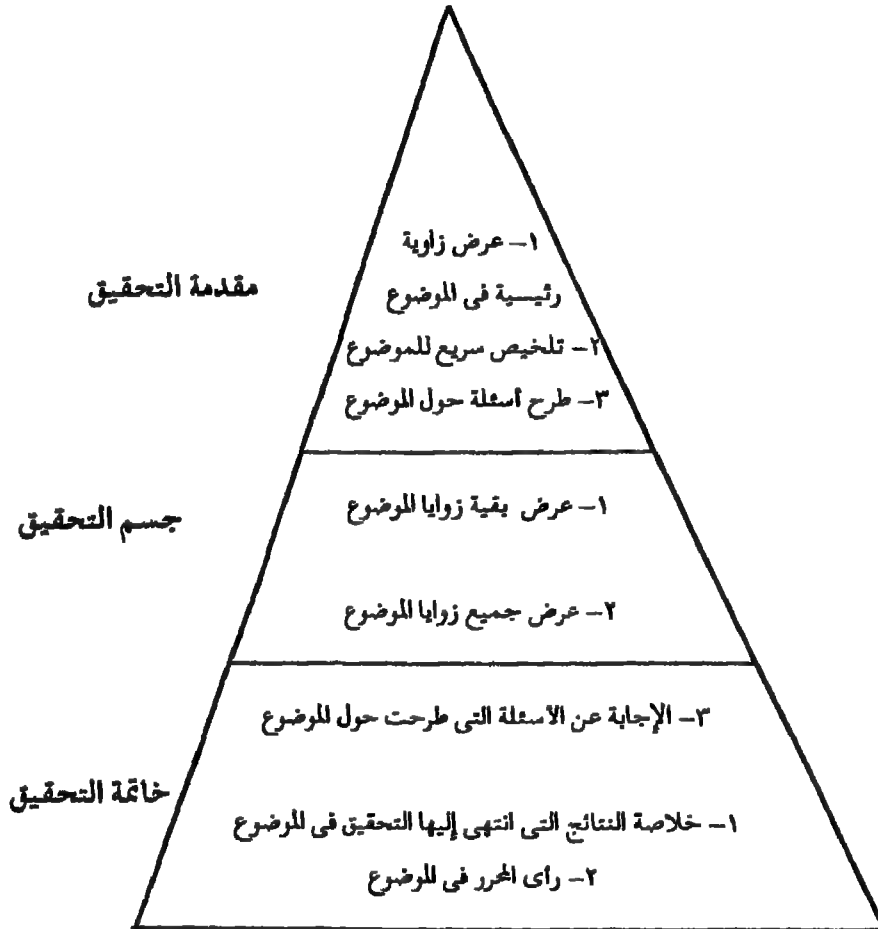 ١- عرض زاوية
مقدمة التحقيق
رئيسية فى الموضوع
٢- تلخيص سريع للموضوع
٣- طرح أسئلة حول الموضوع
١- عرض بقية زوايا الموضوع
جسم التحقيق
٢- عرض جميع زوايا الموضوع
٣- الإجابة عن الأسئلة التى طرحت حول الموضوع
خاتمة التحقيق
١- خلاصة النتائج التى انتهى إليها التحقيق فى الموضوع
٢- رأى المحرر فى الموضوع